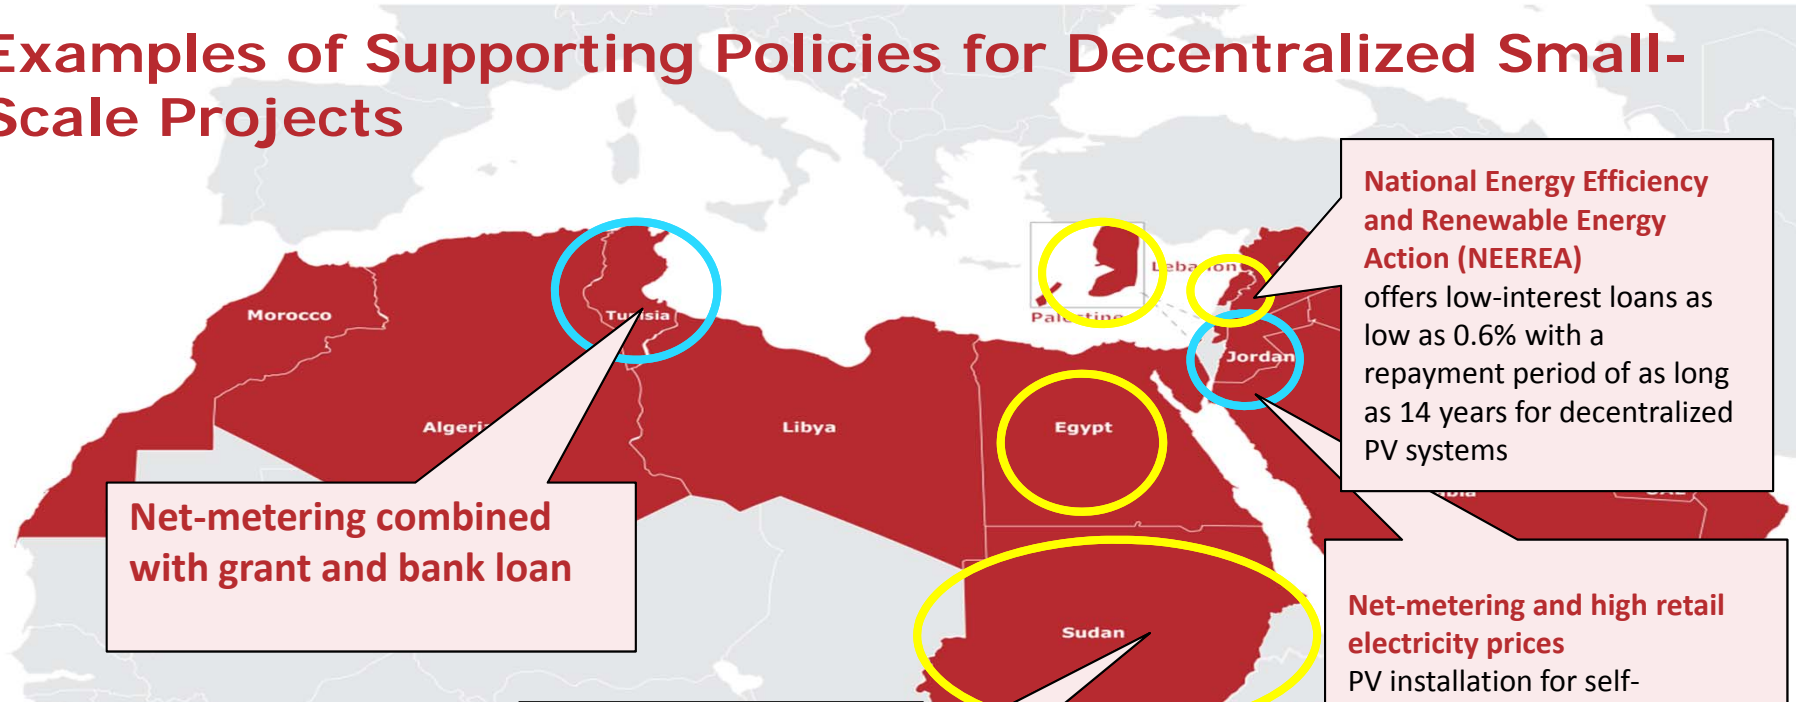 Examples of Supporting Policies for Decentralized Small-
Scale Projects
National Energy Efficiency
and Renewable Energy
Action (NEEREA)
offers low-interest loans as
low as 0.6% with a
repayment period of as long
as 14 years for decentralized
PV systems
Lebanon
Morocco
Tunisia
Palestine
Jordan
Algeria
Libya
Egypt
Net-metering combined
with grant and bank loan
Net-metering and high retail
electricity prices
PV installation for self-
Sudan